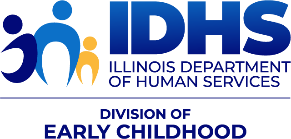 IDHS
ILLINOIS DEPARTMENT
OF HUMAN SERVICES
DIVISION OF
EARLY CHILDHOOD